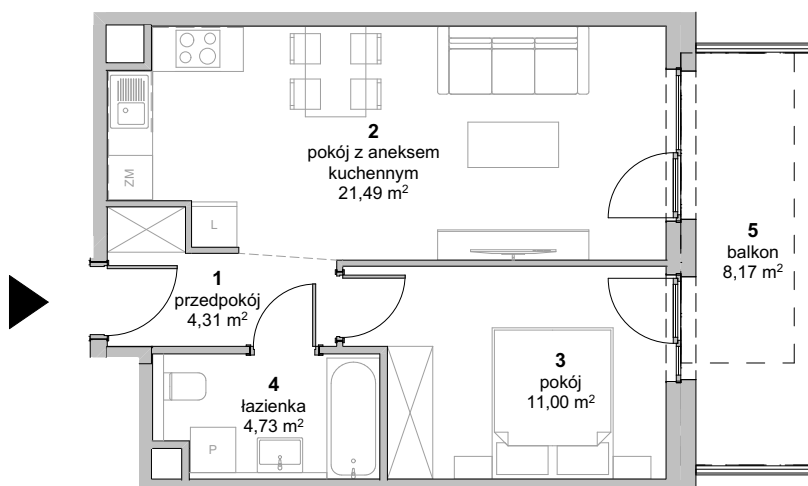 2
pokój z aneksem
kuchennym
21,49 m²
ZM
L
1
przedpokój
4,31 m²
5
balkon
8,17 m²
3
pokój
11,00 m²
4
łazienka
4,73 m²
P